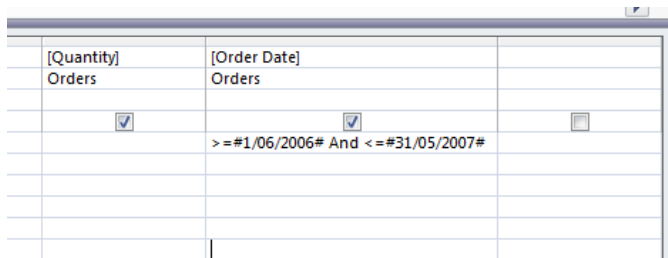 [Quantity] [Order Date]
Orders Orders
>=#1/06/2006# And <=#31/05/2007#